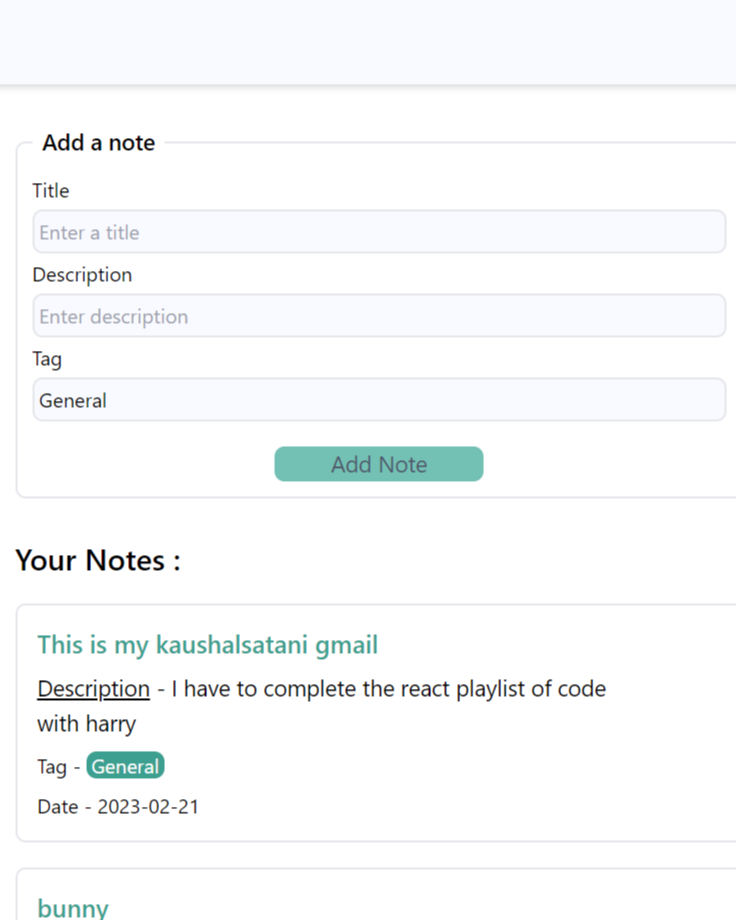 Add a note
Title
Enter a title
Description
Enter description
Tag
General
Add Note
Your Notes :
This is my kaushalsatani gmail
Description - I have to complete the react playlist of code
with harry
Tag - General
Date - 2023-02-21
bunny